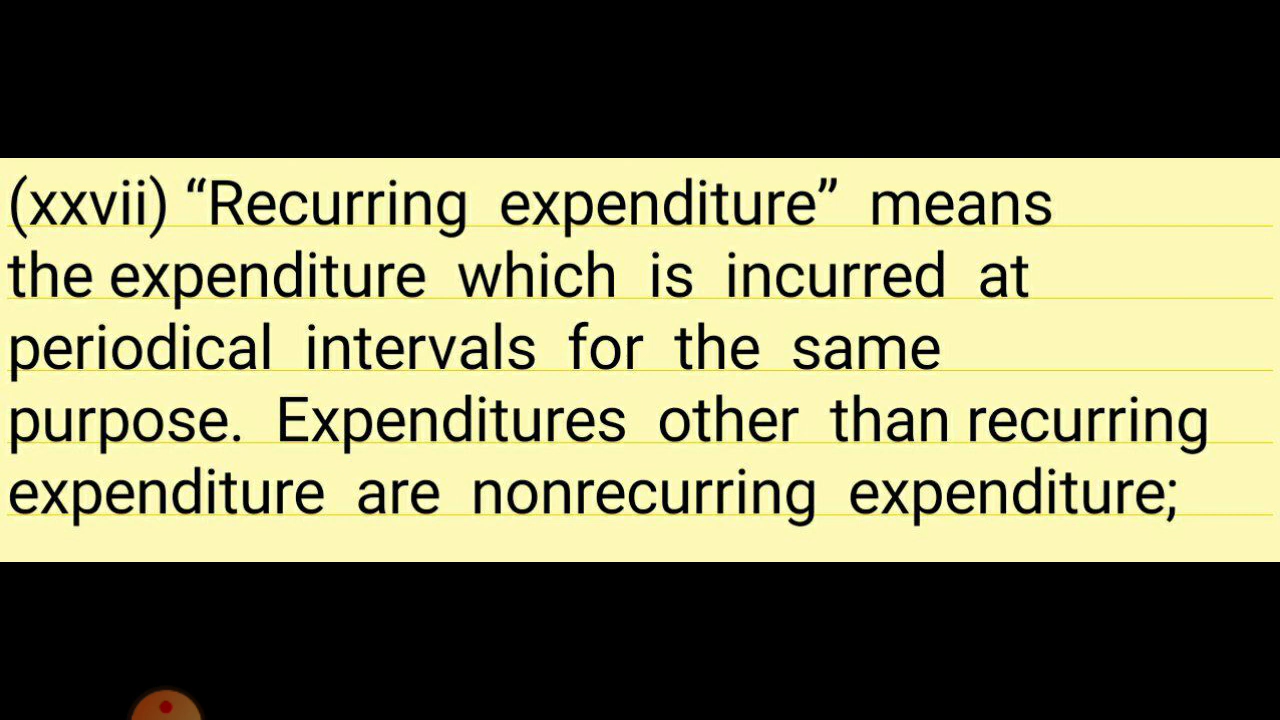 (xxvii) “Recurring expenditure” means
the expenditure which is incurred at
periodical intervals for the same
purpose. Expenditures other than recurring
expenditure are nonrecurring expenditure;